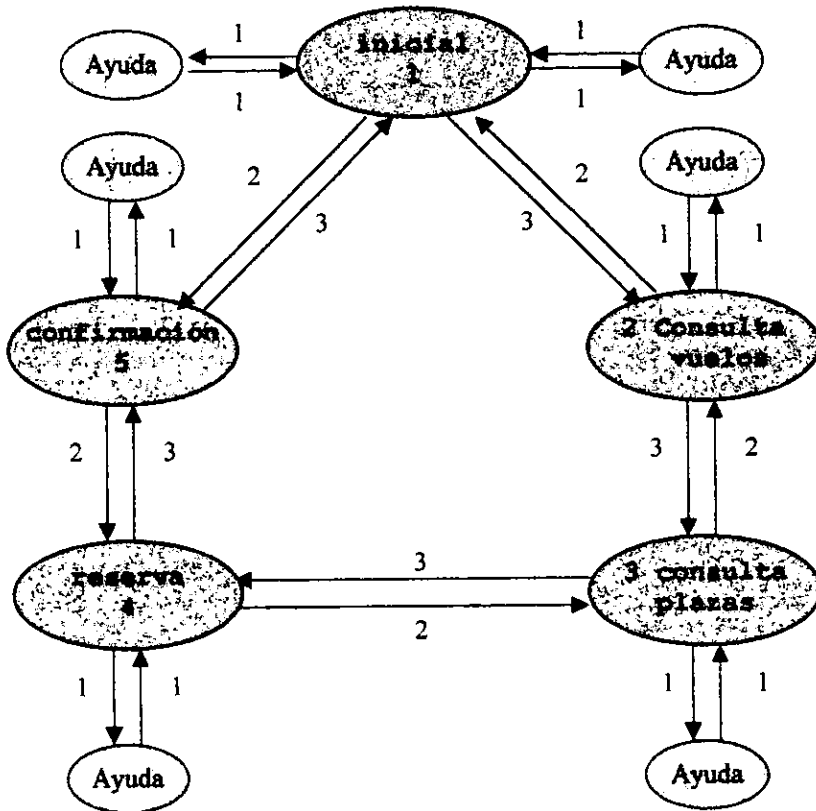 1
inicial
1
1
Ayuda
Ayuda
1
1
Ayuda
Ayuda
2
2
3
3
1
1
1
1
confirmación
5
2 Consulta
vuelos
2
3
3
2
3
reserva
4
3 consulta
plazas
2
1
1
1
1
Ayuda
Ayuda